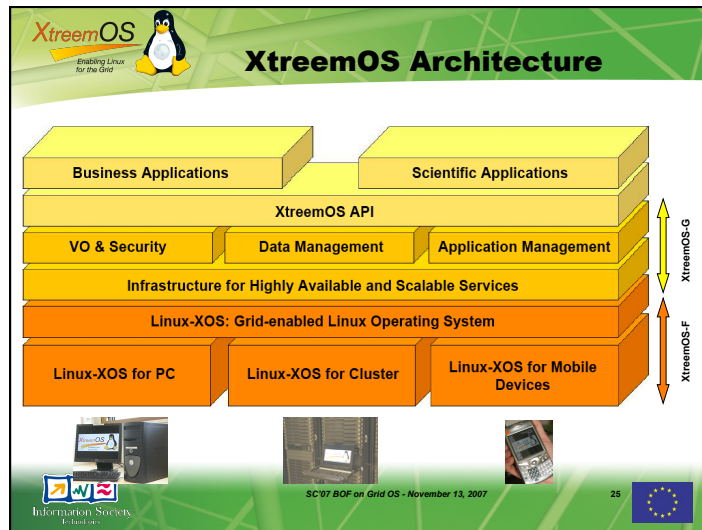 XtreemOS
Enabling Linux
for the Grid
XtreemOS Architecture
Business Applications
Scientific Applications
XtreemOS API
VO & Security
Data Management
Application Management
Infrastructure for Highly Available and Scalable Services
XtreemOS-G
Linux-XOS: Grid-enabled Linux Operating System
Linux-XOS for PC
Linux-XOS for Cluster
Linux-XOS for Mobile
Devices
XtreemOS-F
XtreemOS
Information Society
Technologies
SC'07 BOF on Grid OS - November 13, 2007
25